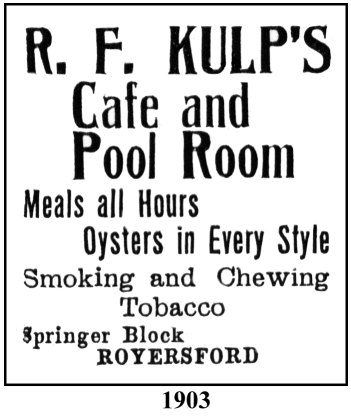 R. F. KULP'S
Cafe and
Pool Room
Meals all Hours
Oysters in Every Style
Smoking and Chewing
Tobacco
Springer Block
ROYERSFORD
1903